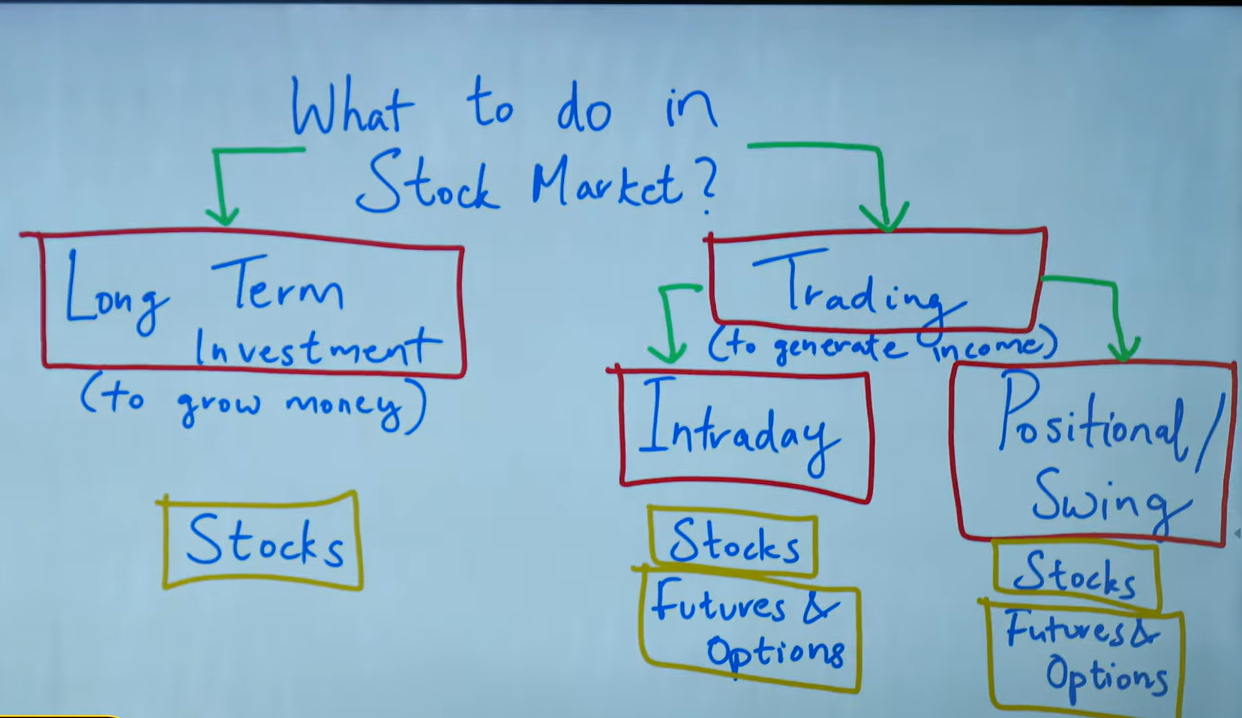 What to do in
Stock Market?
Long Term
Investment
(to grow money)
Stocks
Trading
(to generate income)
Intraday
Stocks
Futures &
Options
Positional/
Swing
Stocks
Futures &
Options